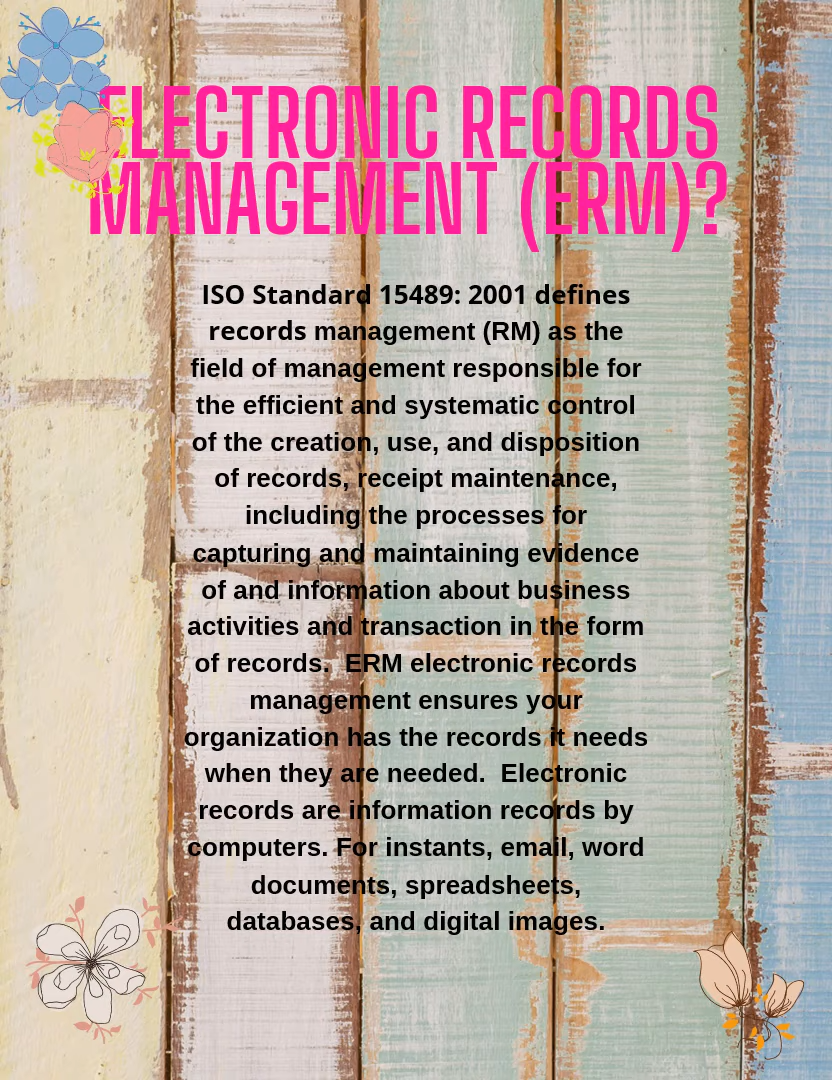 ELECTRONIC RECORDS
MANAGEMENT (ERM)?
ISO Standard 15489: 2001 defines
records management (RM) as the
field of management responsible for
the efficient and systematic control
of the creation, use, and disposition
of records, receipt maintenance,
including the processes for
capturing and maintaining evidence
of and information about business
activities and transaction in the form
of records.  ERM electronic records
management ensures your
organization has the records it needs
when they are needed.  Electronic
records are information records by
computers. For instants, email, word
documents, spreadsheets,
databases, and digital images.